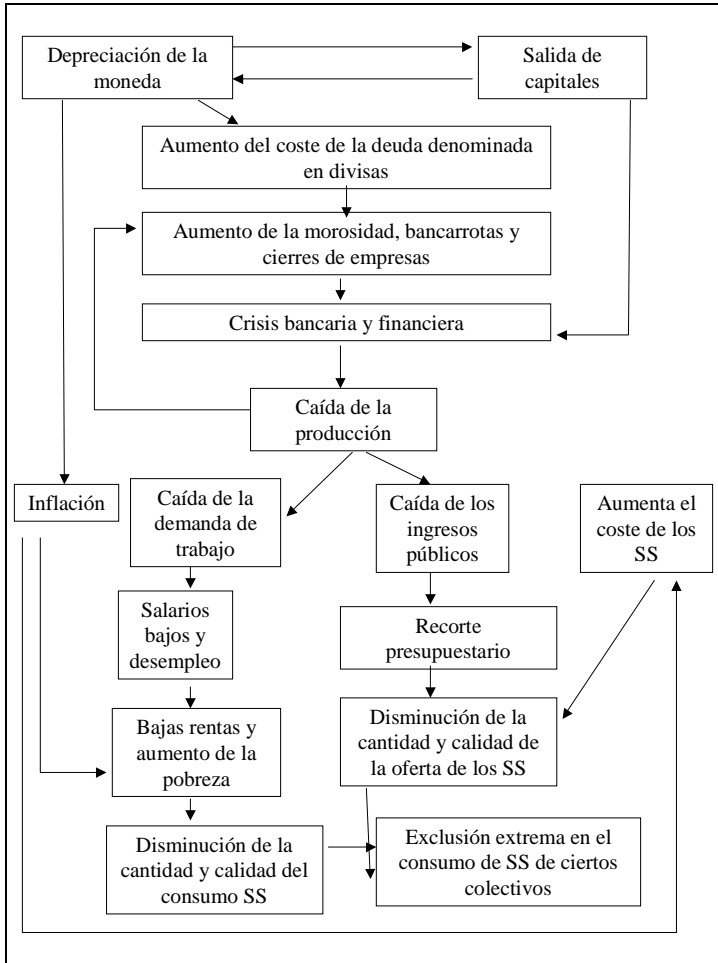 Depreciación de la
moneda
Salida de
capitales
Aumento del coste de la deuda denominada
en divisas
Aumento de la morosidad, bancarrotas y
cierres de empresas
Crisis bancaria y financiera
Caída de la
producción
Inflación
Caída de la
demanda de
trabajo
Caída de los
ingresos
públicos
Aumenta el
coste de los
SS
Salarios
bajos y
desempleo
Recorte
presupuestario
Bajas rentas y
aumento de la
pobreza
Disminución de la
cantidad y calidad de
la oferta de los SS
Disminución de la
cantidad y calidad del
consumo SS
Exclusión extrema en el
consumo de SS de ciertos
colectivos